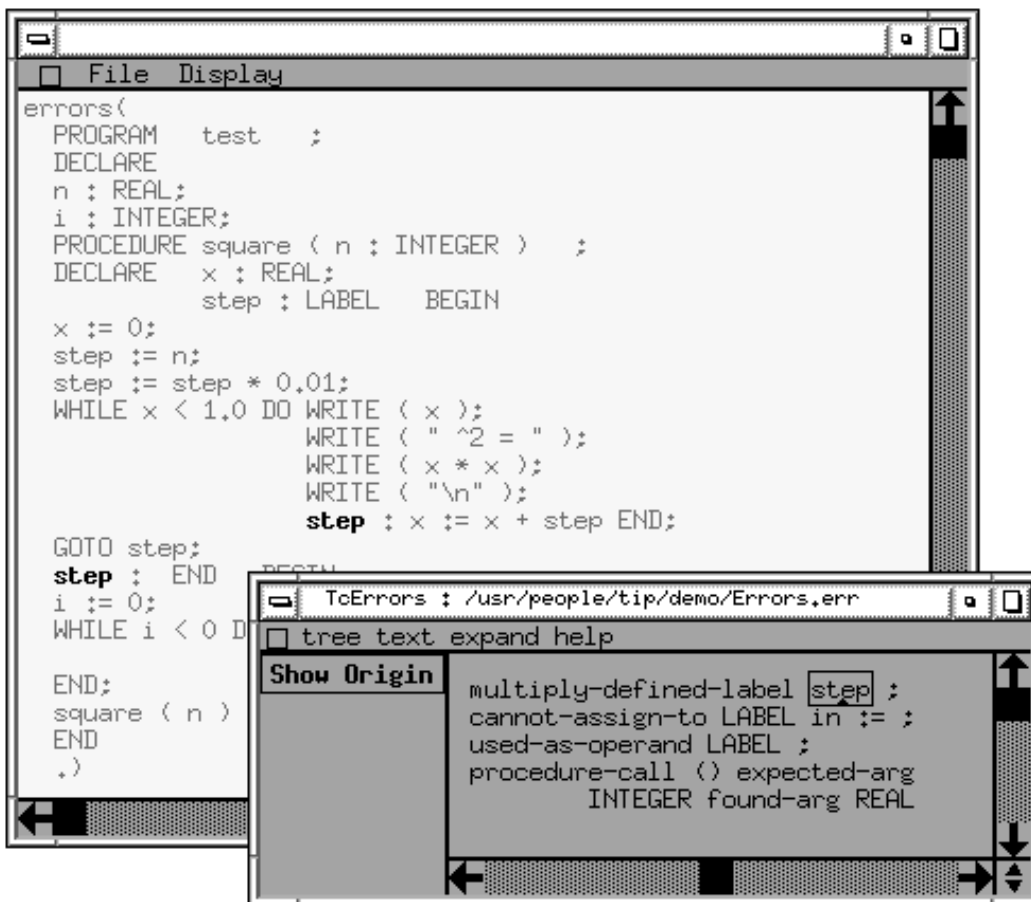 File Display
errors(
PROGRAM test ;
DECLARE
n : REAL;
i : INTEGER;
PROCEDURE square ( n : INTEGER ) ;
DECLARE x : REAL;
step : LABEL BEGIN
x := 0;
step := n;
step := step * 0.01;
WHILE x < 1.0 DO WRITE ( x );
WRITE ( " ^2 = " );
WRITE ( x * x );
WRITE ( "\n" );
step : x := x + step END;
GOTO step;
step : END BEGIN
i := 0;
WHILE i < 0 D
END;
square ( n )
END
.)
TcErrors : /usr/people/tip/demo/Errors.err
tree text expand help
Show Origin
multiply-defined-label step ;
cannot-assign-to LABEL in := ;
used-as-operand LABEL ;
procedure-call () expected-arg
INTEGER found-arg REAL